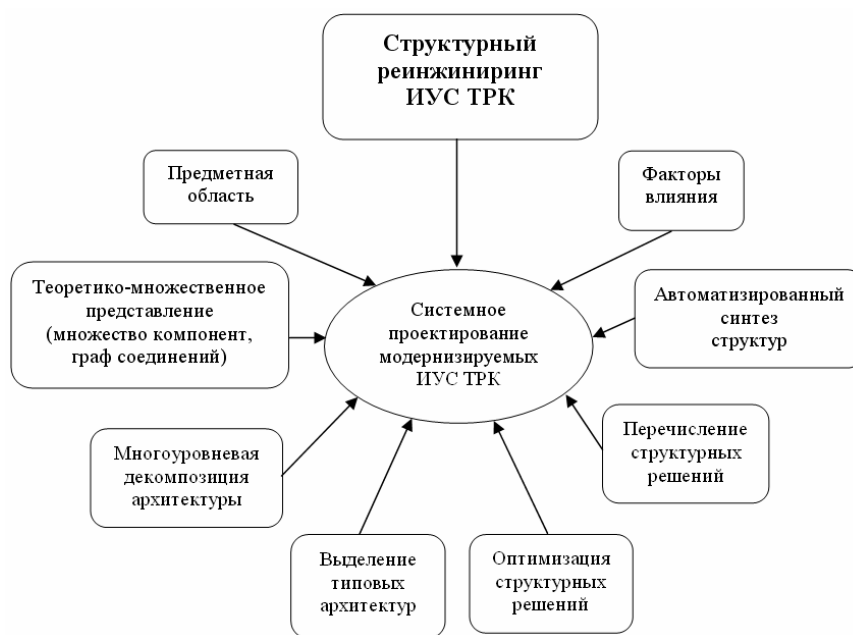 Структурный
реинжиниринг
ИУС ТРК
Предметная
область
Факторы
влияния
Теоретико-множественное
представление
(множество компонент,
граф соединений)
Системное
проектирование
модернизируемых
ИУС ТРК
Автоматизированный
синтез
структур
Многоуровневая
декомпозиция
архитектуры
Перечисление
структурных
решений
Выделение
типовых
архитектур
Оптимизация
структурных
решений